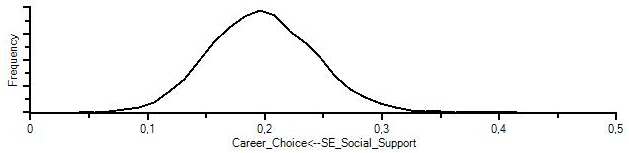 Frequency
0 0,1 0,2 0,3 0,4 0,5
Career_Choice<--SE_Social_Support